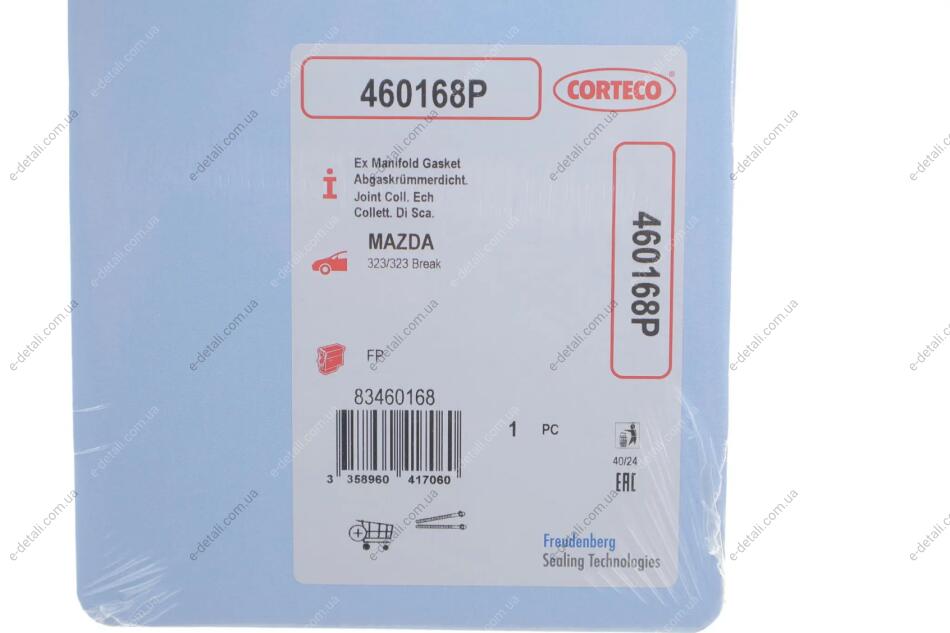 460168P
CORTECO®
Ex Manifold Gasket
Abgaskrümmerdicht.
Joint Coll. Ech
Collett. Di Sca.
460168P
MAZDA
323/323 Break
FP
83460168
1 PC
3 358960 417060
40/24
EAC
Freudenberg
Sealing Technologies
e-detali.com.ua